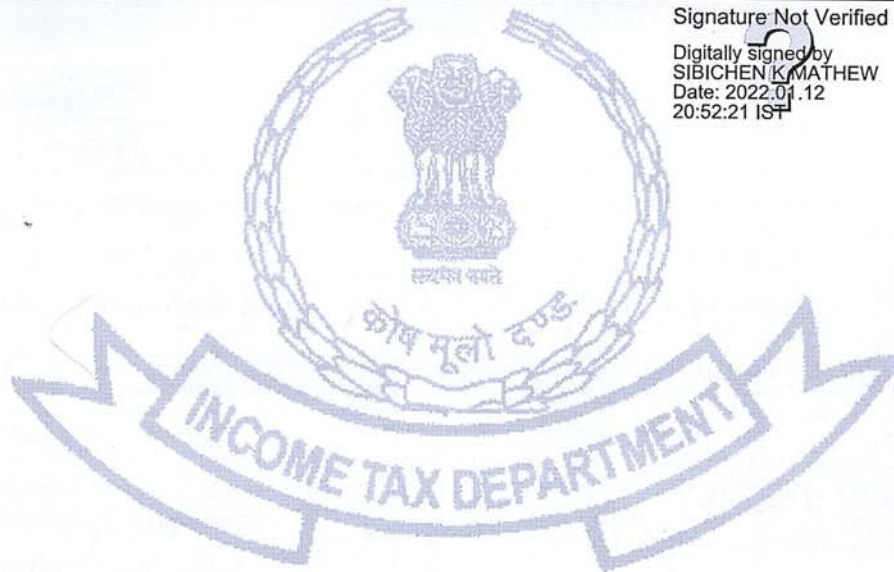 Signature Not Verified
Digitally signed by
SIBICHEN K MATHEW
Date: 2022.01.12
20:52:21 IST
सत्यमेव जयते
कोष मूलो दण्ड
INCOME TAX DEPARTMENT